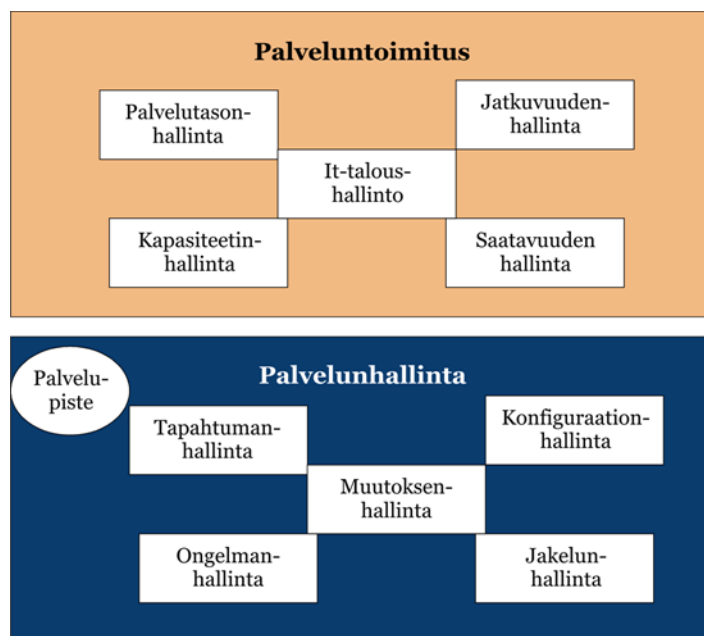 Palveluntoimitus
Palvelutason-
hallinta
Jatkuvuuden-
hallinta
It-talous-
hallinto
Kapasiteetin-
hallinta
Saatavuuden
hallinta
Palvelunhallinta
Palvelu-
piste
Tapahtuman-
hallinta
Konfiguraation-
hallinta
Muutoksen-
hallinta
Ongelman-
hallinta
Jakelun-
hallinta